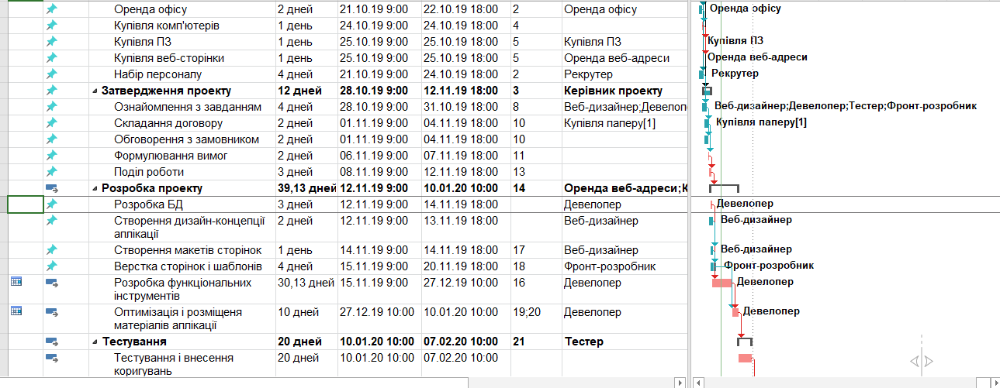 Оренда офісу 2 дней 21.10.19 9:00 22.10.19 18:00 2 Оренда офісу Оренда офісу
Купівля комп'ютерів 1 день 24.10.19 9:00 24.10.19 18:00 4
Купівля ПЗ 1 день 25.10.19 9:00 25.10.19 18:00 5 Купівля ПЗ Купівля ПЗ
Купівля веб-сторінки 1 день 25.10.19 9:00 25.10.19 18:00 5 Оренда веб-адреси Оренда веб-адреси
Набір персоналу 4 дней 21.10.19 9:00 24.10.19 18:00 2 Рекрутер Рекрутер
Затвердження проекту 12 дней 28.10.19 9:00 12.11.19 18:00 3 Керівник проекту
Ознайомлення з завданням 4 дней 28.10.19 9:00 31.10.19 18:00 8 Веб-дизайнер;Девелоп Веб-дизайнер;Девелопер;Тестер;Фронт-розробник
Складання договору 2 дней 01.11.19 9:00 04.11.19 18:00 10 Купівля паперу[1] Купівля паперу[1]
Обговорення з замовником 2 дней 01.11.19 9:00 04.11.19 18:00 10
Формулювання вимог 2 дней 06.11.19 9:00 07.11.19 18:00 11
Поділ роботи 3 дней 08.11.19 9:00 12.11.19 18:00 13
Розробка проекту 39,13 дней 12.11.19 9:00 10.01.20 10:00 14 Оренда веб-адреси;К
Розробка БД 3 дней 12.11.19 9:00 14.11.19 18:00 Девелопер Девелопер
Створення дизайн-концепції 2 дней 12.11.19 9:00 13.11.19 18:00 Веб-дизайнер Веб-дизайнер
аплікації
Створення макетів сторінок 1 день 14.11.19 9:00 14.11.19 18:00 17 Веб-дизайнер Веб-дизайнер
Верстка сторінок і шаблонів 4 дней 15.11.19 9:00 20.11.19 18:00 18 Фронт-розробник Фронт-розробник
Розробка функціональних 30,13 дней 15.11.19 9:00 27.12.19 10:00 16 Девелопер Девелопер
інструментів
Оптимізація і розміщеня 10 дней 27.12.19 10:00 10.01.20 10:00 19;20 Девелопер Девелопер
матеріалів аплікації
Тестування 20 дней 10.01.20 10:00 07.02.20 10:00 21 Тестер
Тестування і внесення 20 дней 10.01.20 10:00 07.02.20 10:00
коригувань